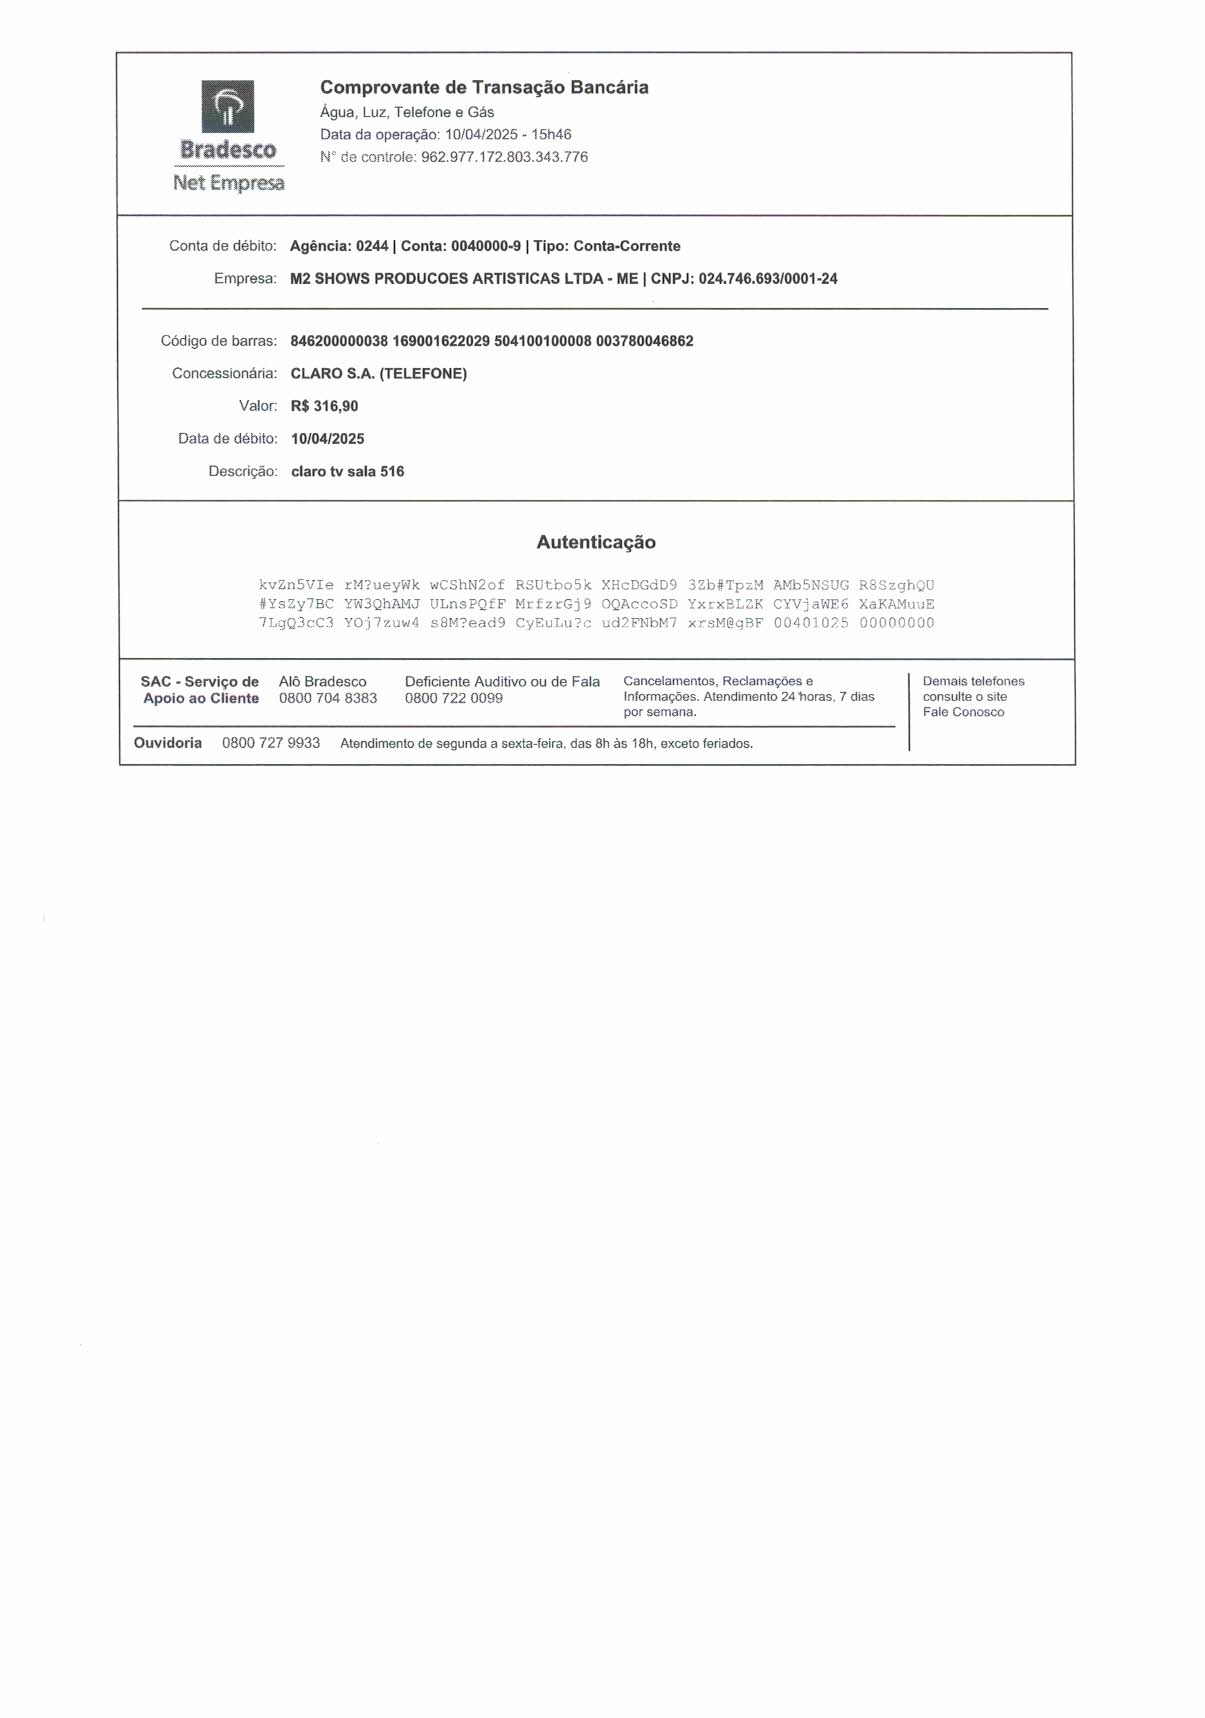 Bradesco
Net Empresa
Comprovante de Transação Bancária
Água, Luz, Telefone e Gás
Data da operação: 10/04/2025 - 15h46
N° de controle: 962.977.172.803.343.776
Conta de débito: Agência: 0244 | Conta: 0040000-9 | Tipo: Conta-Corrente
Empresa: M2 SHOWS PRODUCOES ARTISTICAS LTDA - ME | CNPJ: 024.746.693/0001-24
Código de barras: 846200000038 169001622029 504100100008 003780046862
Concessionária: CLARO S.A. (TELEFONE)
Valor: R$ 316,90
Data de débito: 10/04/2025
Descrição: claro tv sala 516
Autenticação
kvZn5VIe rM?ueyWk wCShN2of RSUtbo5k XHcDGdD9 3Zb#TpzM AMb5NSUG R8SzghQU
#YsZy7BC YW3QhAMJ ULnsPQfF MrfzrGj9 OQAccoSD YxrxBLZK CYVjaWE6 XaKAMuuE
7LgQ3cC3 YOj7zuw4 s8M?ead9 CyEuLu?c ud2FNbM7 xrsM@gBF 00401025 00000000
SAC - Serviço de Apoio ao Cliente
Alô Bradesco
0800 704 8383
Deficiente Auditivo ou de Fala
0800 722 0099
Cancelamentos, Reclamações e
Informações. Atendimento 24 horas, 7 dias
por semana.
Demais telefones
consulte o site
Fale Conosco
Ouvidoria 0800 727 9933 Atendimento de segunda a sexta-feira, das 8h às 18h, exceto feriados.